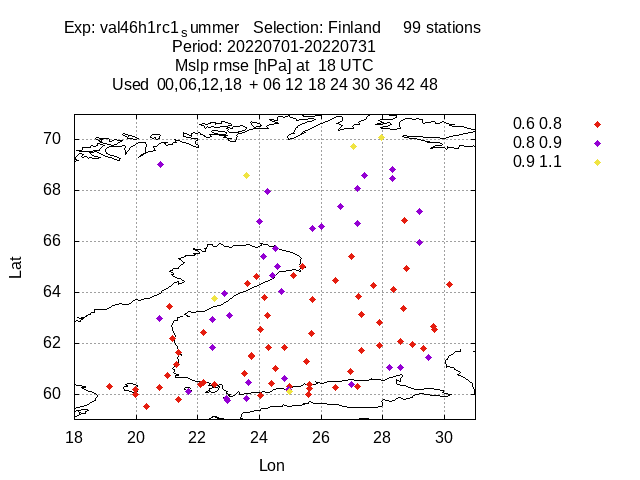 Exp: val46h1rc1summer Selection: Finland 99 stations
Period: 20220701-20220731
Mslp rmse [hPa] at 18 UTC
Used 00,06,12,18 + 06 12 18 24 30 36 42 48
0.6 0.8
0.8 0.9
0.9 1.1
Lat
70
68
66
64
62
60
18 20 22 24 26 28 30
Lon